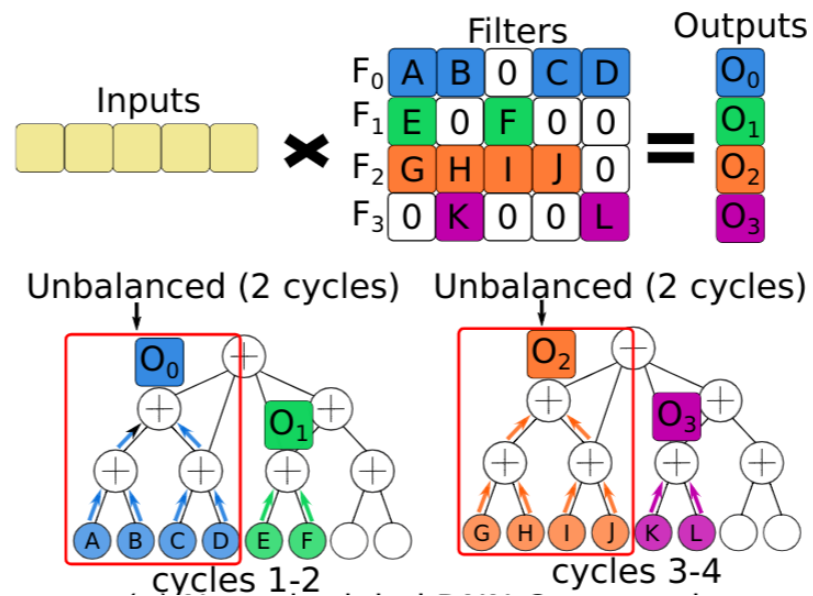 Filters
Outputs
Inputs
F0 A B 0 C D
F1 E 0 F 0 0
F2 G H I J 0
F3 0 K 0 0 L
×
=
O0
O1
O2
O3
Unbalanced (2 cycles)
Unbalanced (2 cycles)
O0
+
O2
+
+
O1
+
+
O3
+
+ + +
+ + +
A B C D E F
G H I J K L
cycles 1-2
cycles 3-4